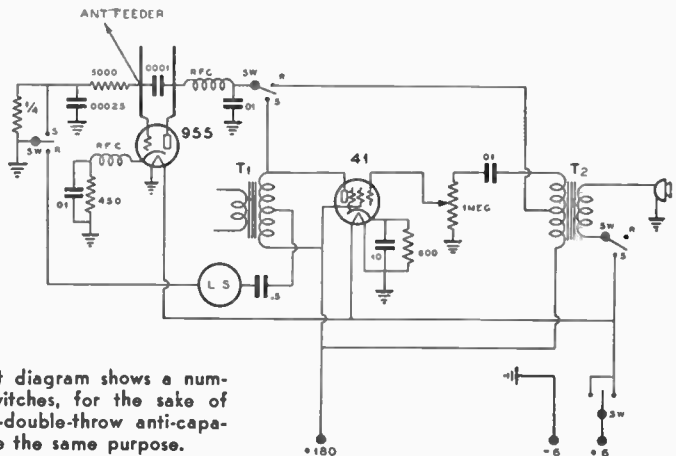 ANT FEEDER
5000
0001
RFC
SW
R
S
01
¼
00025
S
SW
R
955
RFC
.01
450
T1
41
01
1MEG
T2
SW
R
S
10
600
LS
.5
t diagram shows a num-
vitches, for the sake of
-double-throw anti-capa-
e the same purpose.
SW
+180
-6
+6